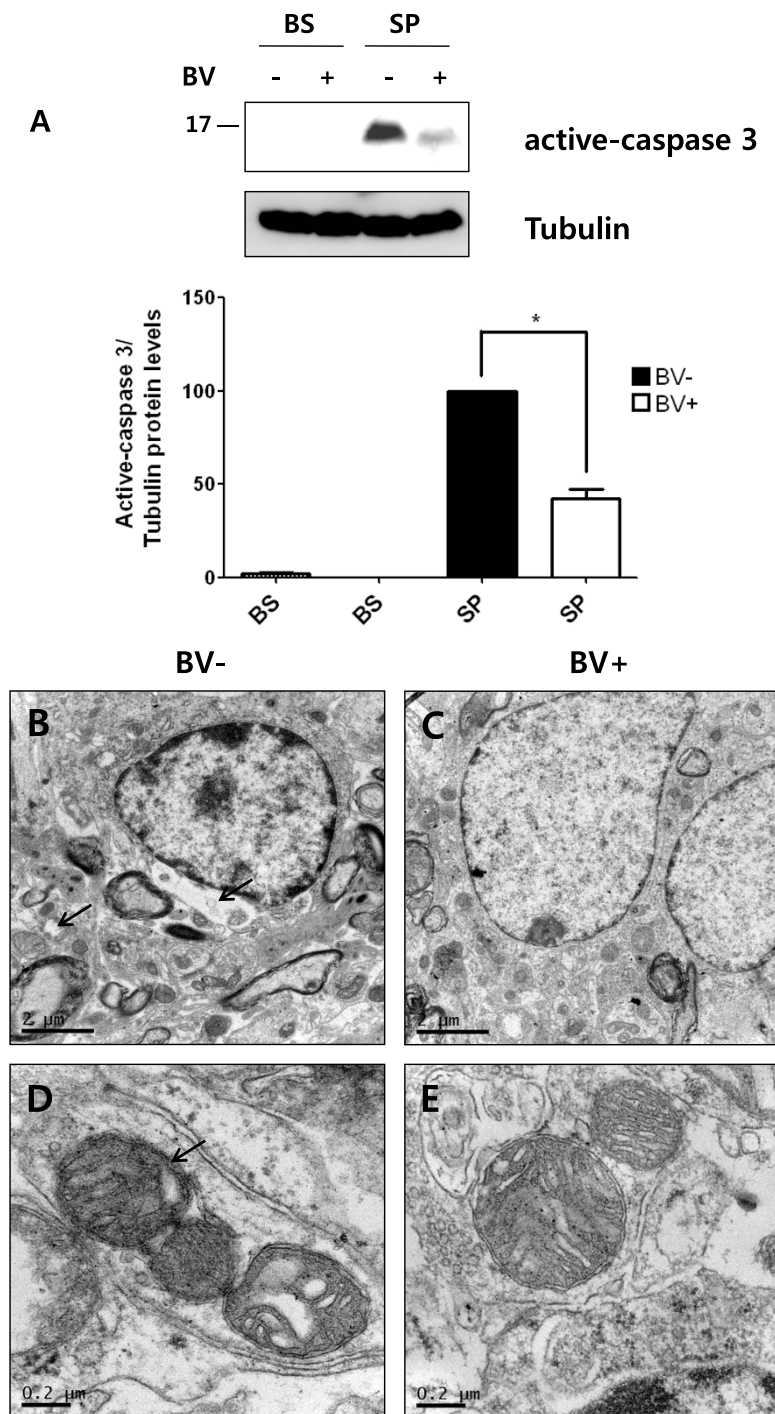 BS SP
BV - + - +
A
17
active-caspase 3
Tubulin
Active-caspase 3/
Tubulin protein levels
150
100
50
0
*
BV-
BV+
BS BS SP SP
BV- BV+
B C
2 µm 2 µm
D E
0.2 µm 0.2 µm